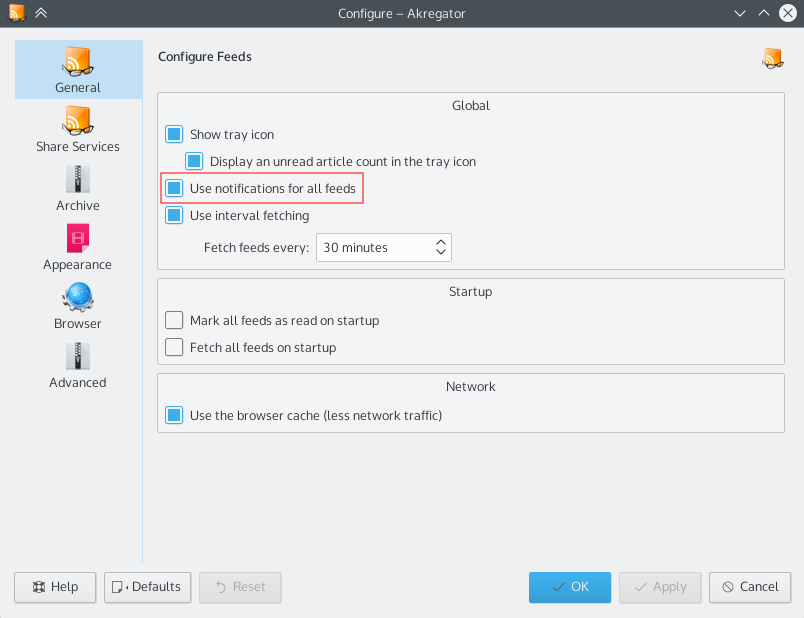 Configure – Akregator
General
Share Services
Archive
Appearance
Browser
Advanced
Configure Feeds
Global
Show tray icon
Display an unread article count in the tray icon
Use notifications for all feeds
Use interval fetching
Fetch feeds every: 30 minutes
Startup
Mark all feeds as read on startup
Fetch all feeds on startup
Network
Use the browser cache (less network traffic)
Help Defaults Reset OK Apply Cancel